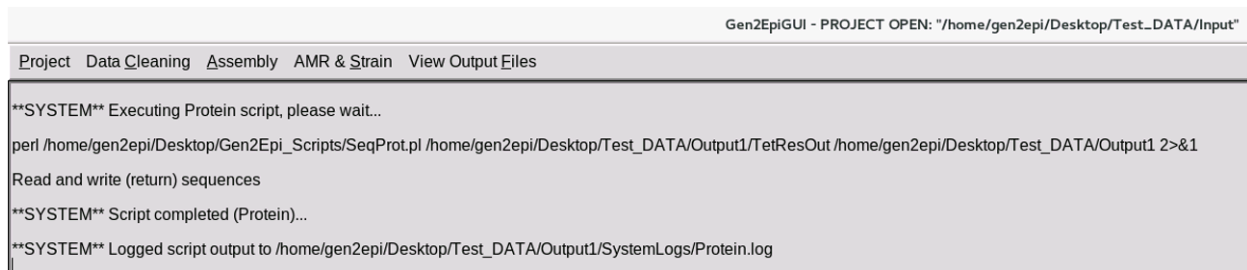 Gen2EpiGUI - PROJECT OPEN: "/home/gen2epi/Desktop/Test_DATA/Input"
Project Data Cleaning Assembly AMR & Strain View Output Files
**SYSTEM** Executing Protein script, please wait...
perl /home/gen2epi/Desktop/Gen2Epi_Scripts/SeqProt.pl /home/gen2epi/Desktop/Test_DATA/Output1/TetResOut /home/gen2epi/Desktop/Test_DATA/Output1 2>&1
Read and write (return) sequences
**SYSTEM** Script completed (Protein)...
**SYSTEM** Logged script output to /home/gen2epi/Desktop/Test_DATA/Output1/SystemLogs/Protein.log